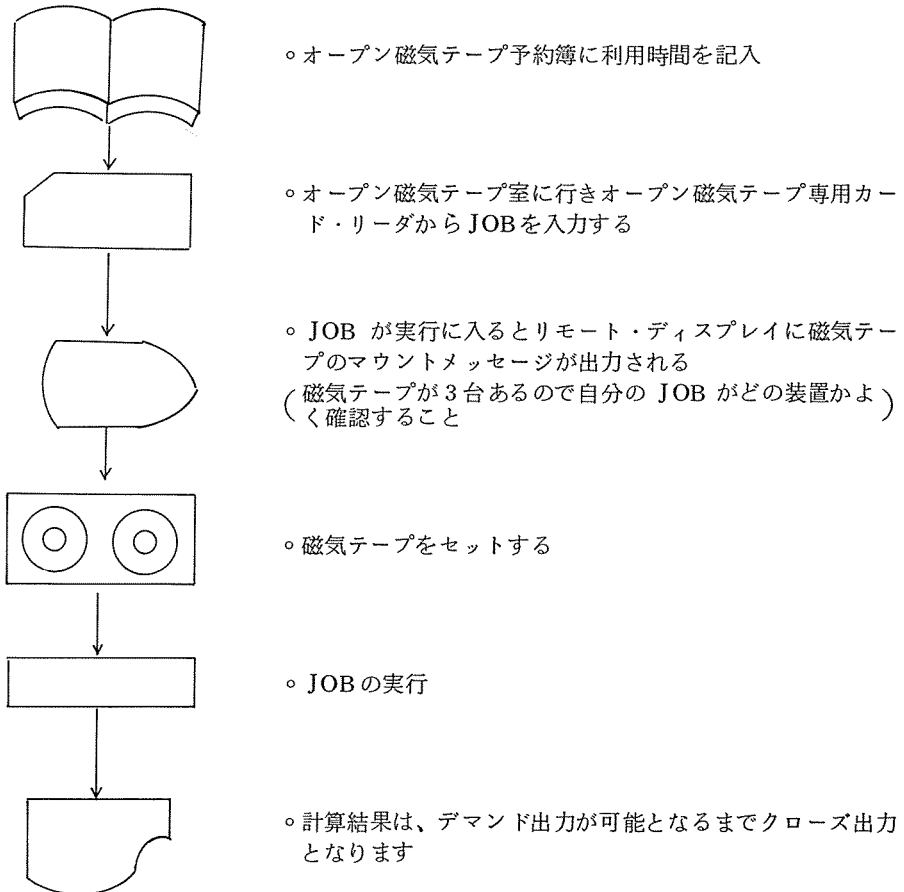 ◦オープン磁気テープ予約簿に利用時間を記入
◦オープン磁気テープ室に行きオープン磁気テープ専用カー
ド・リーダからJOBを入力する
◦JOB が実行に入るとリモート・ディスプレイに磁気テー
プのマウントメッセージが出力される
(磁気テープが3台あるので自分の JOB がどの装置かよ
く確認すること)
◦磁気テープをセットする
◦JOBの実行
◦計算結果は、デマンド出力が可能となるまでクローズ出力
となります